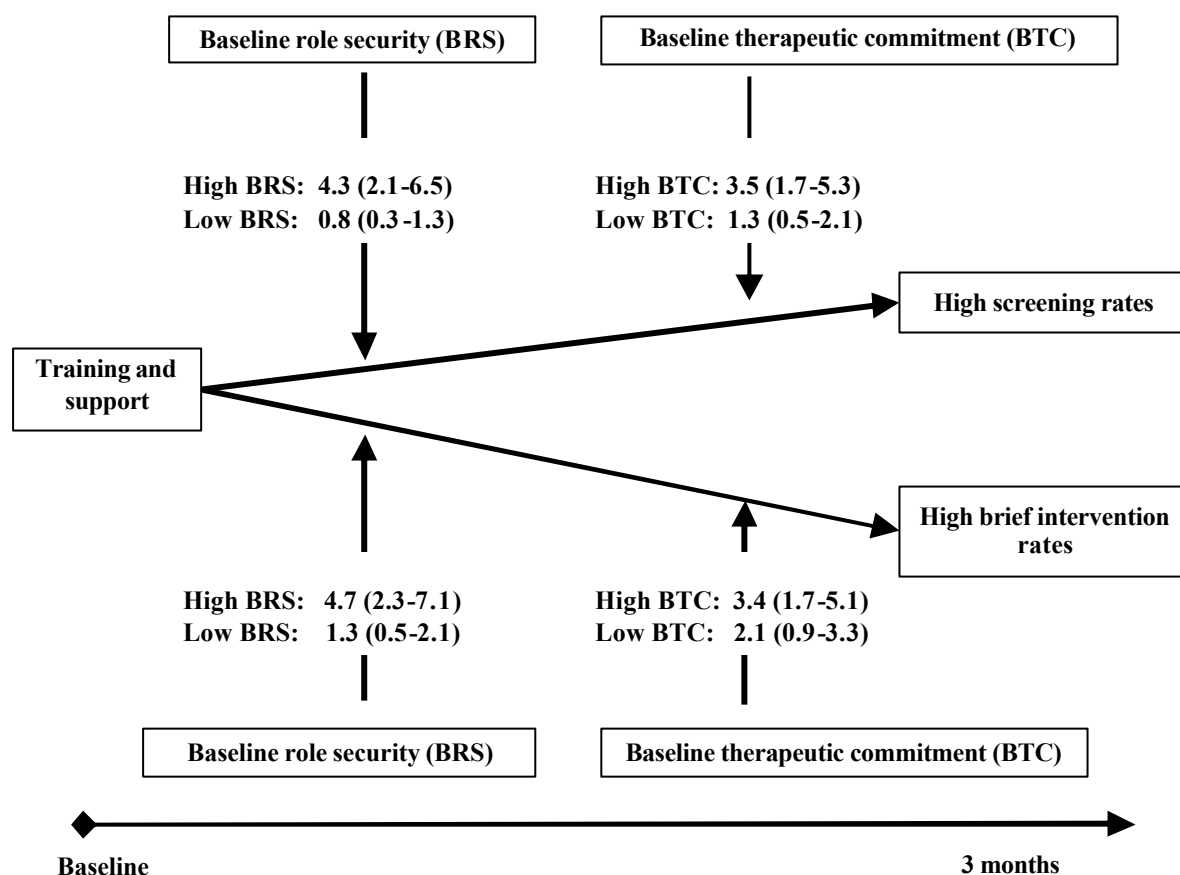 Baseline role security (BRS)
Baseline therapeutic commitment (BTC)
High BRS: 4.3 (2.1-6.5)
Low BRS: 0.8 (0.3-1.3)
High BTC: 3.5 (1.7-5.3)
Low BTC: 1.3 (0.5-2.1)
High screening rates
Training and
support
High brief intervention
rates
High BRS: 4.7 (2.3-7.1)
Low BRS: 1.3 (0.5-2.1)
High BTC: 3.4 (1.7-5.1)
Low BTC: 2.1 (0.9-3.3)
Baseline role security (BRS)
Baseline therapeutic commitment (BTC)
Baseline
3 months